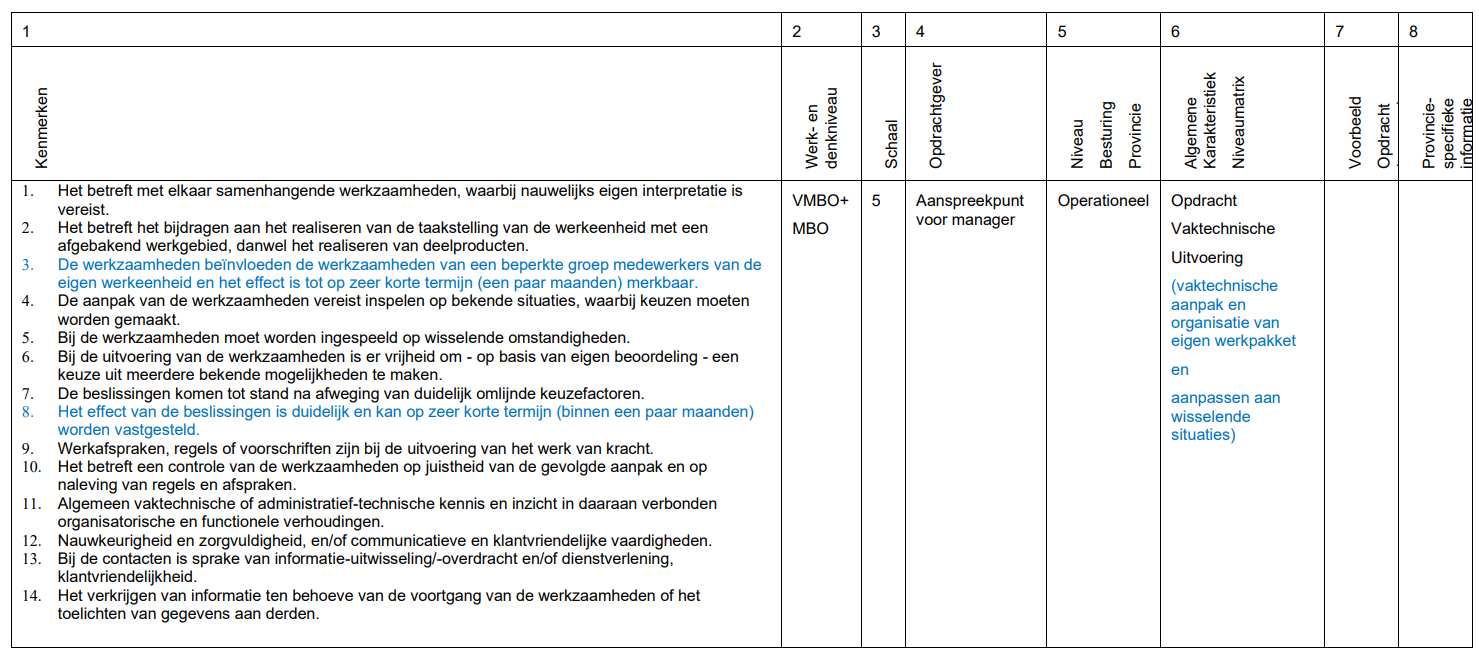 1
2
3
4
5
6
7
8
Kenmerken
Werk- en
denkniveau
Schaal
Opdrachtgever
Niveau
Besturing
Provincie
Algemene
Karakteristiek
Niveaumatrix
Voorbeeld
Opdracht
Provincie-
specifieke
informatie
1. Het betreft met elkaar samenhangende werkzaamheden, waarbij nauwelijks eigen interpretatie is
vereist.
2. Het betreft het bijdragen aan het realiseren van de taakstelling van de werkeenheid met een
afgebakend werkgebied, danwel het realiseren van deelproducten.
3. De werkzaamheden beïnvloeden de werkzaamheden van een beperkte groep medewerkers van de
eigen werkeenheid en het effect is tot op zeer korte termijn (een paar maanden) merkbaar.
4. De aanpak van de werkzaamheden vereist inspelen op bekende situaties, waarbij keuzen moeten
worden gemaakt.
5. Bij de werkzaamheden moet worden ingespeeld op wisselende omstandigheden.
6. Bij de uitvoering van de werkzaamheden is er vrijheid om - op basis van eigen beoordeling - een
keuze uit meerdere bekende mogelijkheden te maken.
7. De beslissingen komen tot stand na afweging van duidelijk omlijnde keuzefactoren.
8. Het effect van de beslissingen is duidelijk en kan op zeer korte termijn (binnen een paar maanden)
worden vastgesteld.
9. Werkafspraken, regels of voorschriften zijn bij de uitvoering van het werk van kracht.
10. Het betreft een controle van de werkzaamheden op juistheid van de gevolgde aanpak en op
naleving van regels en afspraken.
11. Algemeen vaktechnische of administratief-technische kennis en inzicht in daaraan verbonden
organisatorische en functionele verhoudingen.
12. Nauwkeurigheid en zorgvuldigheid, en/of communicatieve en klantvriendelijke vaardigheden.
13. Bij de contacten is sprake van informatie-uitwisseling/-overdracht en/of dienstverlening,
klantvriendelijkheid.
14. Het verkrijgen van informatie ten behoeve van de voortgang van de werkzaamheden of het
toelichten van gegevens aan derden.
VMBO+
MBO
5
Aanspreekpunt
voor manager
Operationeel
Opdracht
Vaktechnische
Uitvoering
(vaktechnische
aanpak en
organisatie van
eigen werkpakket
en
aanpassen aan
wisselende
situaties)